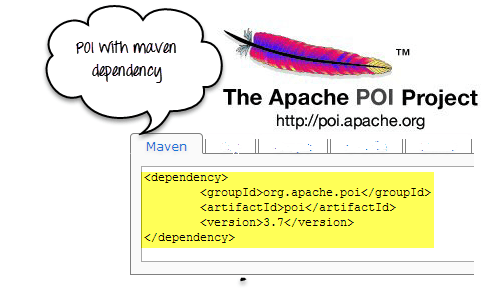 POI with maven
dependency
TM
The Apache POI Project
http://poi.apache.org
Maven
<dependency>
<groupId>org.apache.poi</groupId>
<artifactId>poi</artifactId>
<version>3.7</version>
</dependency>